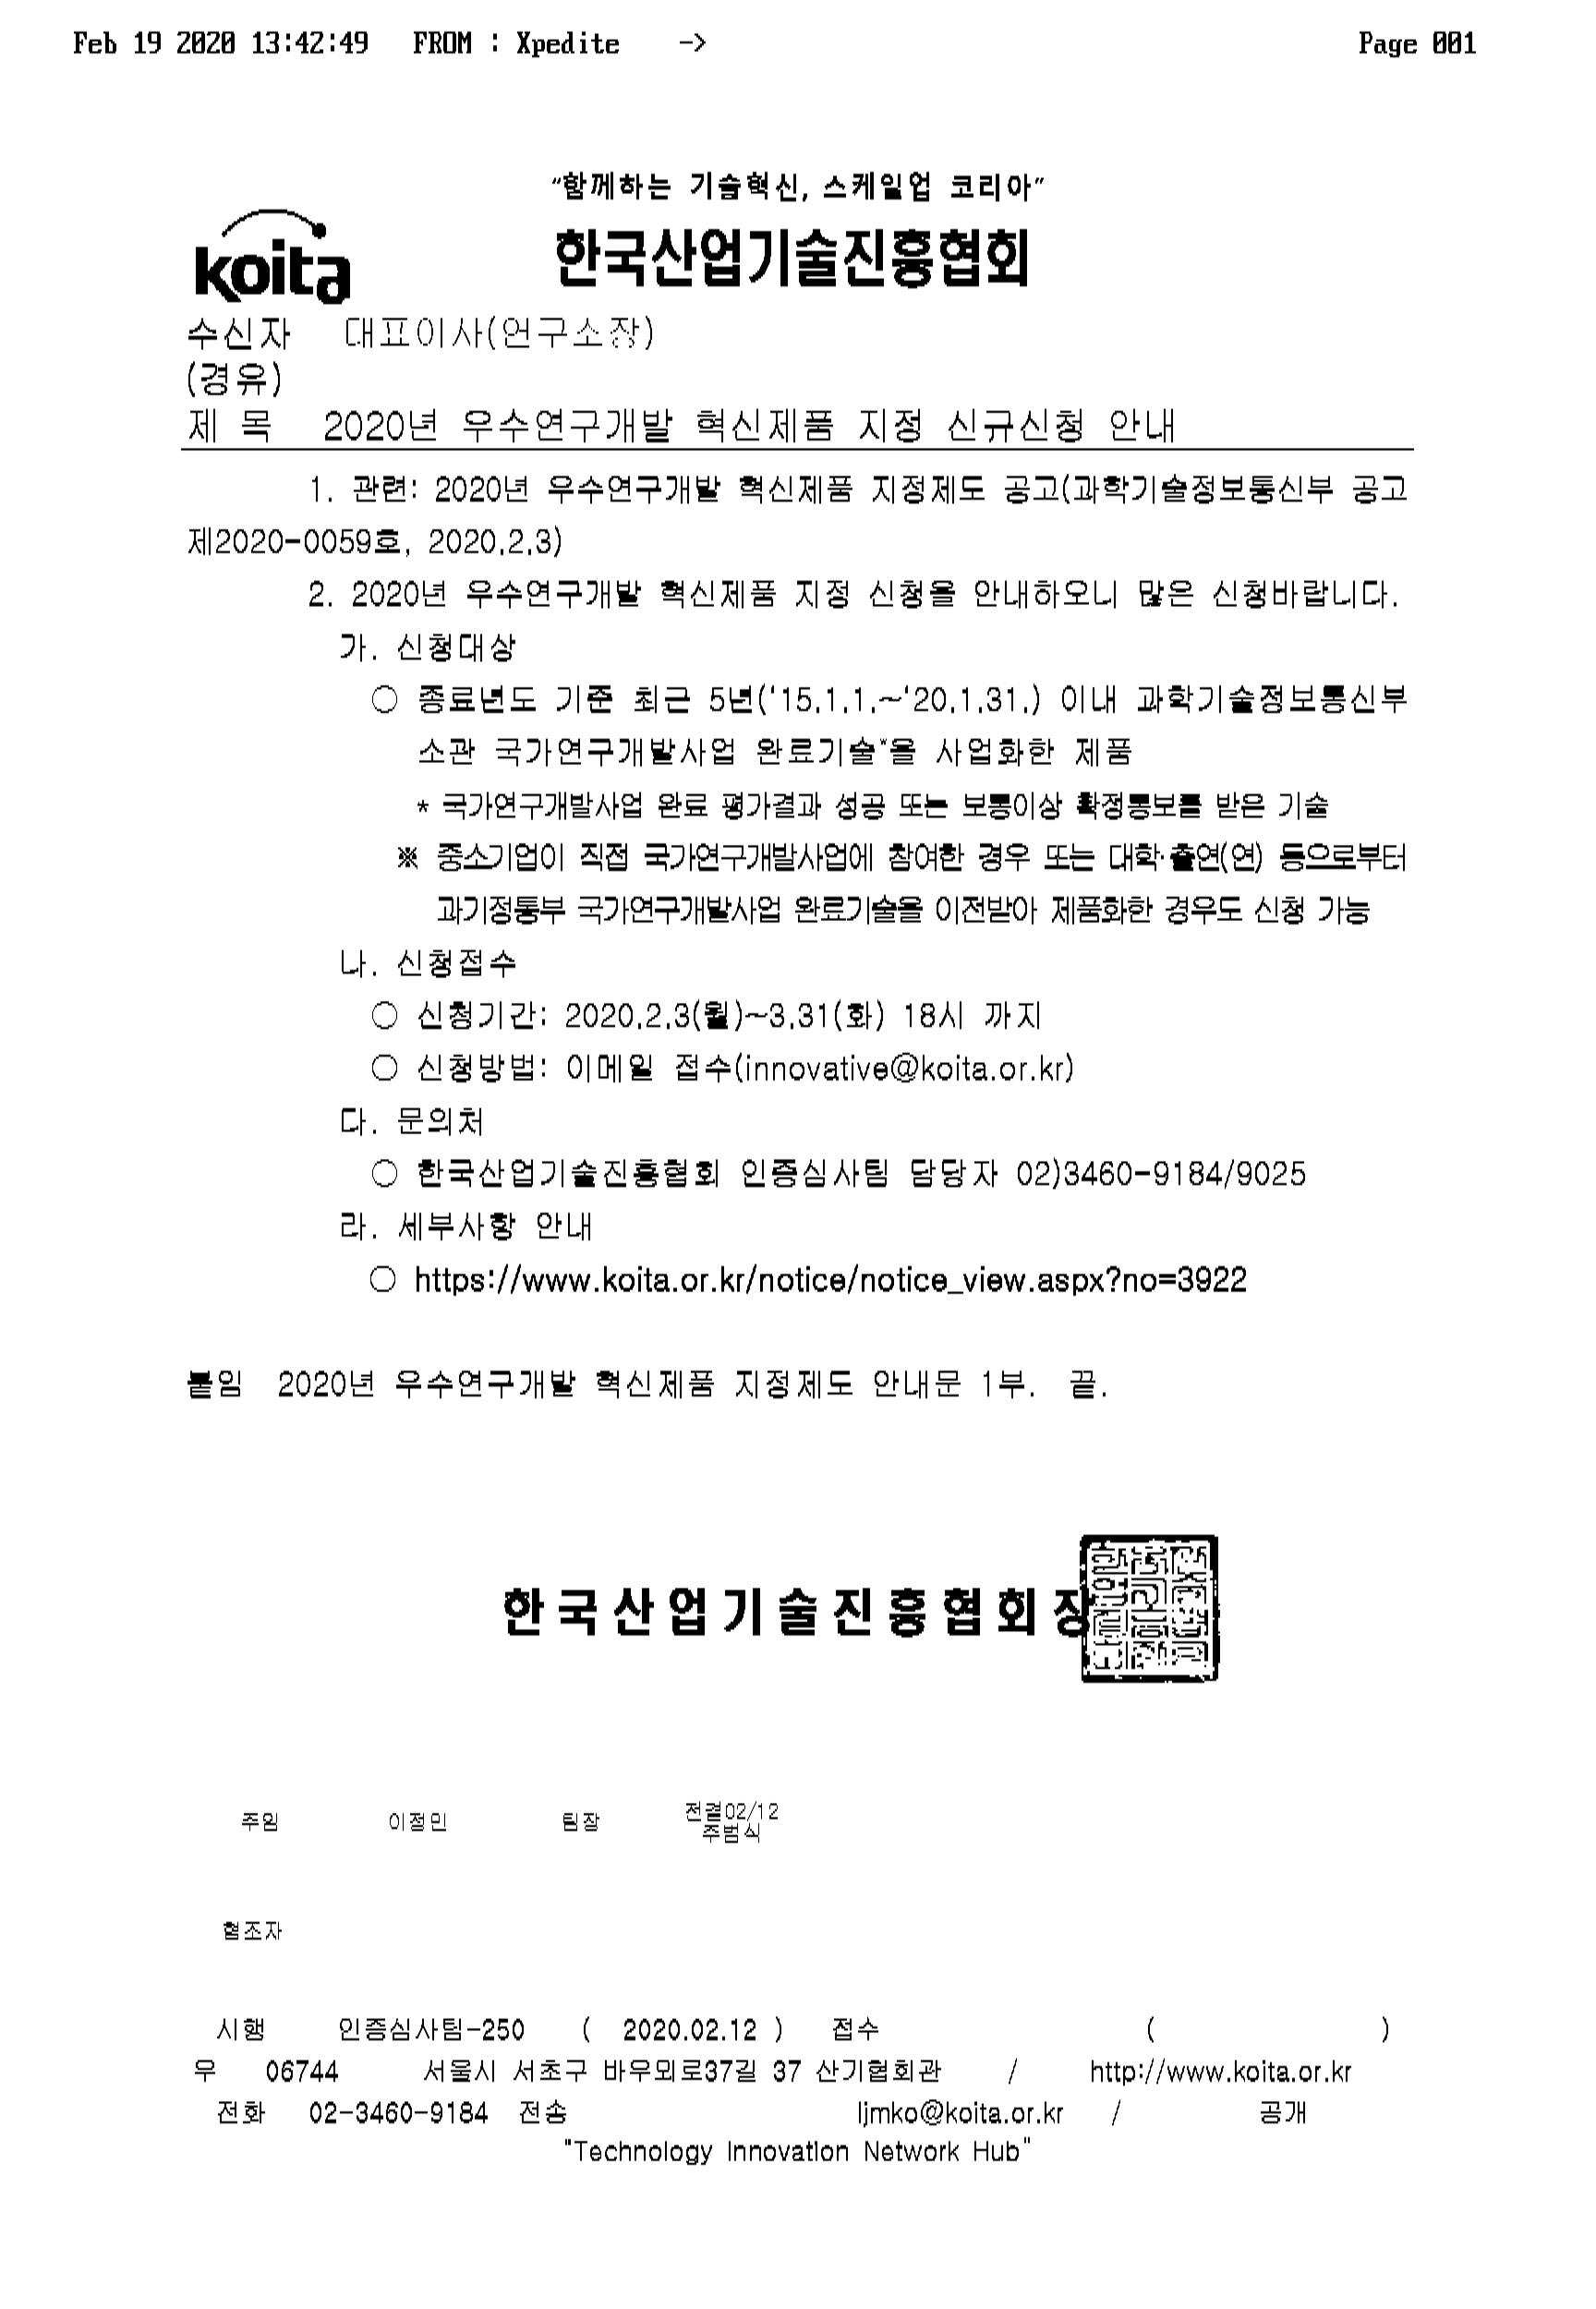 Feb 19 2020 13:42:49 FROM : Xpedite -> Page 001
"함께하는 기술혁신, 스케일업 코리아"
koita
한국산업기술진흥협회
수신자 대표이사(연구소장)
(경유)
제 목 2020년 우수연구개발 혁신제품 지정 신규신청 안내
1. 관련: 2020년 우수연구개발 혁신제품 지정제도 공고(과학기술정보통신부 공고
제2020-0059호, 2020.2.3)
2. 2020년 우수연구개발 혁신제품 지정 신청을 안내하오니 많은 신청바랍니다.
가. 신청대상
○ 종료년도 기준 최근 5년('15.1.1.~'20.1.31.) 이내 과학기술정보통신부
소관 국가연구개발사업 완료기술*을 사업화한 제품
* 국가연구개발사업 완료 평가결과 성공 또는 보통이상 확정통보를 받은 기술
※ 중소기업이 직접 국가연구개발사업에 참여한 경우 또는 대학·출연(연) 등으로부터
과기정통부 국가연구개발사업 완료기술을 이전받아 제품화한 경우도 신청 가능
나. 신청접수
○ 신청기간: 2020.2.3(월)~3.31(화) 18시 까지
○ 신청방법: 이메일 접수(innovative@koita.or.kr)
다. 문의처
○ 한국산업기술진흥협회 인증심사팀 담당자 02)3460-9184/9025
라. 세부사항 안내
○ https://www.koita.or.kr/notice/notice_view.aspx?no=3922
붙임 2020년 우수연구개발 혁신제품 지정제도 안내문 1부. 끝.
한국산업기술진흥협회장
주임 이정민 팀장 전결02/12
주범식
협조자
시행 인증심사팀-250 ( 2020.02.12 ) 접수 ( )
우 06744 서울시 서초구 바우뫼로37길 37 산기협회관 / http://www.koita.or.kr
전화 02-3460-9184 전송 ljmko@koita.or.kr / 공개
"Technology Innovation Network Hub"